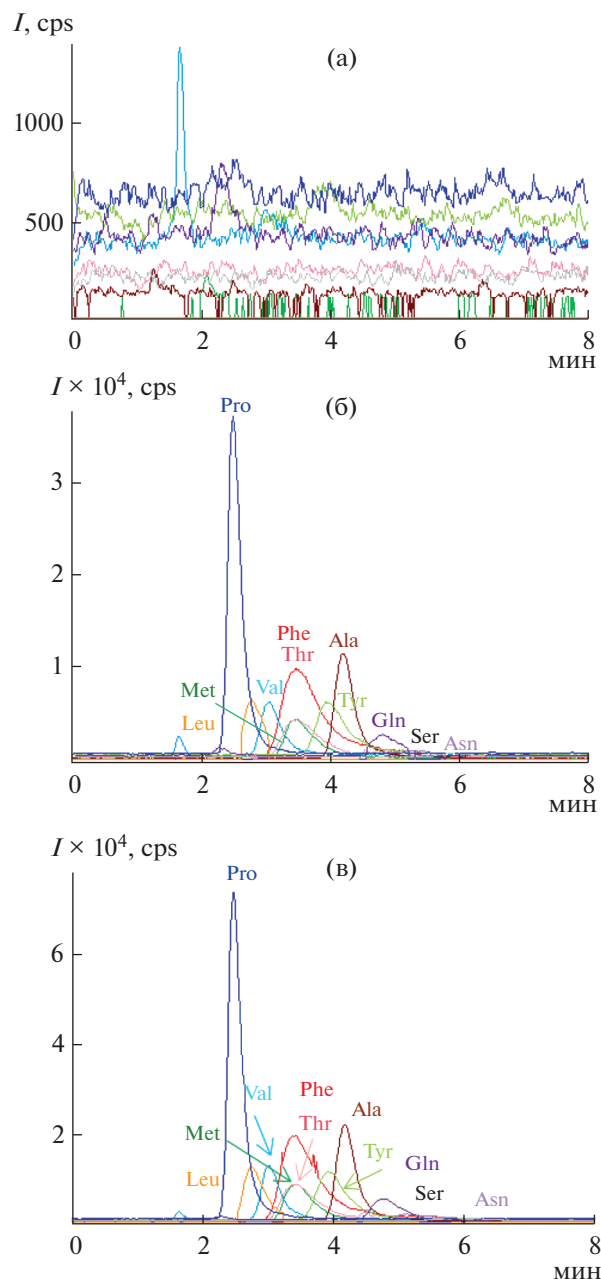 I, cps
(а)
1000
500
0 2 4 6 8
мин
I × 10⁴, cps
(б)
Pro
3
2
Phe
Thr
Ala
1
Met
Val
Tyr
Leu
Gln
Ser
Asn
0 2 4 6 8
мин
I × 10⁴, cps
(в)
Pro
6
4
Val
Phe
Ala
2
Met
Thr
Tyr
Gln
Leu
Ser
Asn
0 2 4 6 8
мин